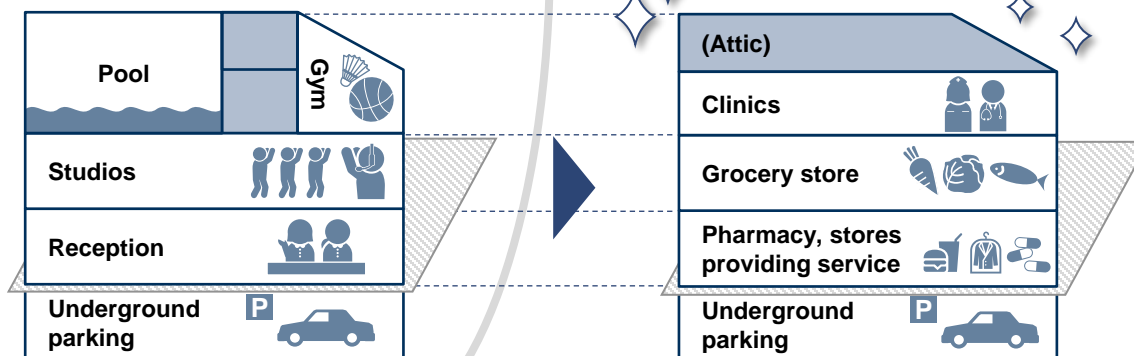 Pool
Gym
Studios
Reception
Underground
parking
P
(Attic)
Clinics
Grocery store
Pharmacy, stores
providing service
Underground
parking
P